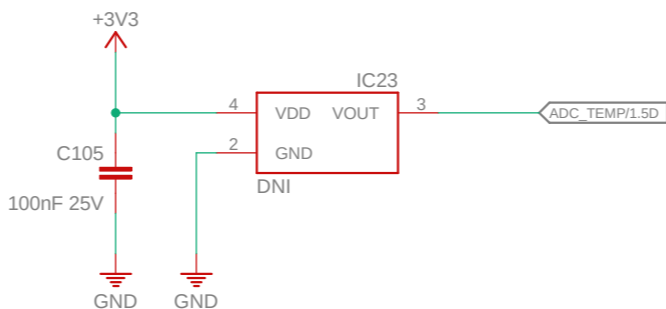 +3V3
IC23
4 VDD VOUT 3
ADC_TEMP/1.5D
2 GND
C105
DNI
100nF 25V
GND GND